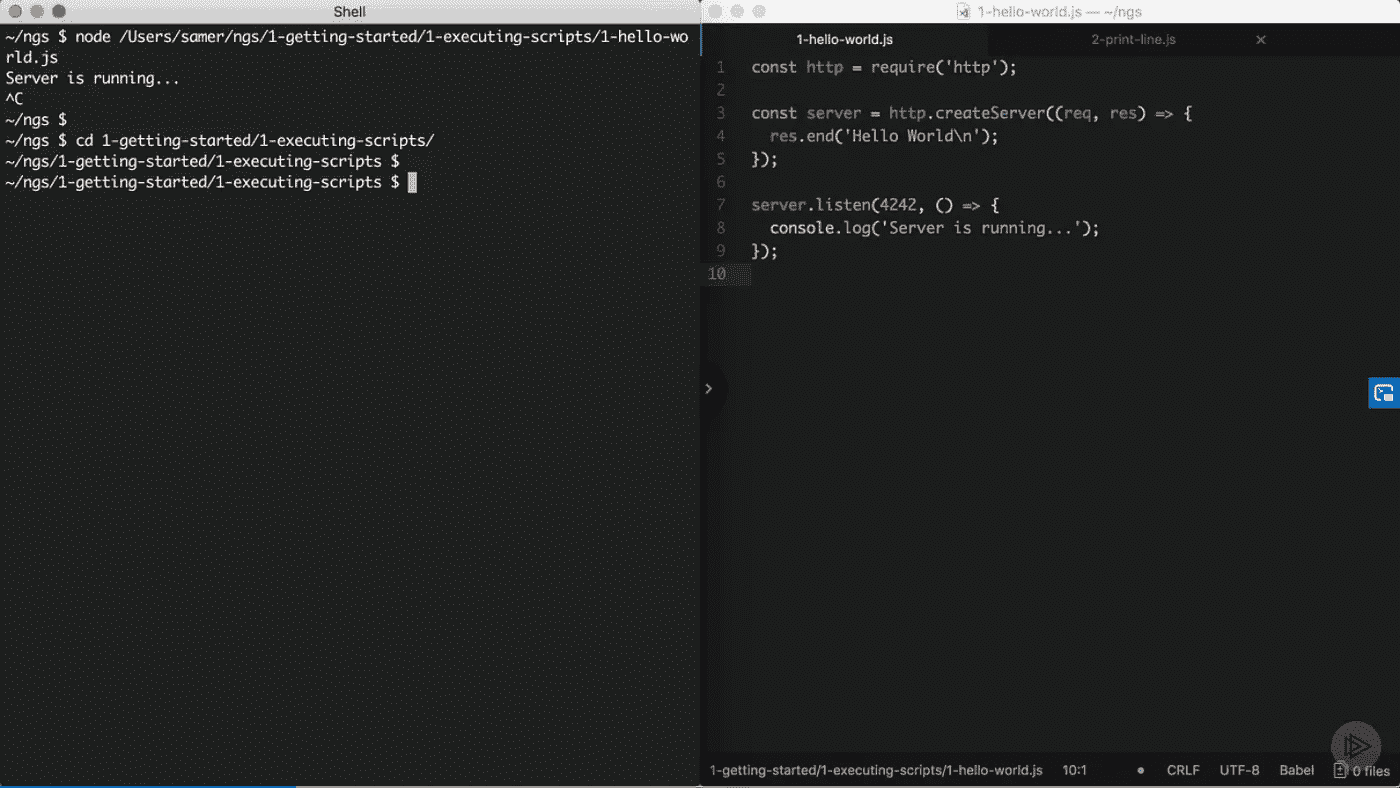 Shell
~/ngs $ node /Users/samer/ngs/1-getting-started/1-executing-scripts/1-hello-wo
rld.js
Server is running...
^C
~/ngs $
~/ngs $ cd 1-getting-started/1-executing-scripts/
~/ngs/1-getting-started/1-executing-scripts $
~/ngs/1-getting-started/1-executing-scripts $
1-hello-world.js — ~/ngs
1-hello-world.js 2-print-line.js
1 const http = require('http');
2
3 const server = http.createServer((req, res) => {
4   res.end('Hello World\n');
5 });
6
7 server.listen(4242, () => {
8   console.log('Server is running...');
9 });
10
1-getting-started/1-executing-scripts/1-hello-world.js 10:1 CRLF UTF-8 Babel 0 files